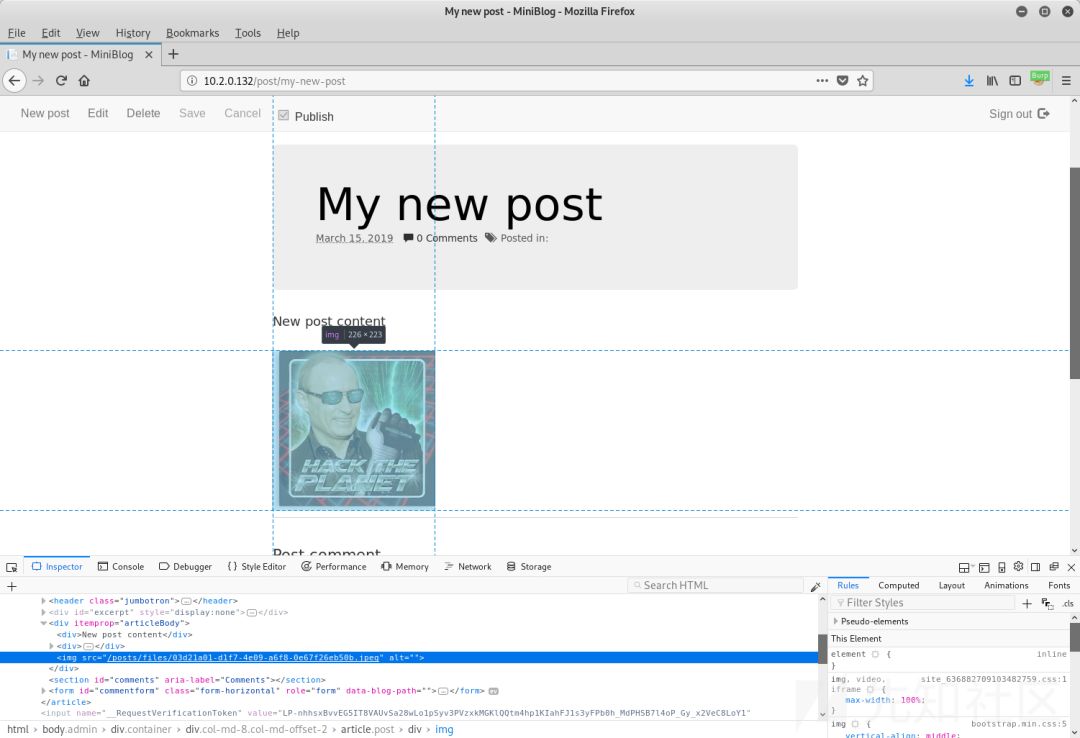 My new post - MiniBlog - Mozilla Firefox
File Edit View History Bookmarks Tools Help
My new post - MiniBlog
10.2.0.132/post/my-new-post
Burp
New post Edit Delete Save Cancel Publish Sign out
My new post
March 15, 2019 0 Comments Posted in:
New post content
img 226 × 223
HACK THE
PLANET
Post comment
Inspector Console Debugger Style Editor Performance Memory Network Storage
Search HTML
Rules Computed Layout Animations Fonts
Filter Styles
.cls
Pseudo-elements
This Element
element { inline
}
img, video, site_636882709103482759.css:1
iframe {
max-width: 100%;
}
img { bootstrap.min.css:5
vertical-align: middle;
<header class="jumbotron">…</header>
<div id="excerpt" style="display:none">…</div>
<div itemprop="articleBody">
<div>New post content</div>
<div>…</div>
<img src="/posts/files/03d21a01-d1f7-4e09-a6f8-0e67f26eb50b.jpeg" alt="">
</div>
<section id="comments" aria-label="Comments"></section>
<form id="commentform" class="form-horizontal" role="form" data-blog-path="">…</form> ev
</article>
<input name="__RequestVerificationToken" value="LP-nhhsxBvvEG5IT8VAUvSa28wLo1pSyv3PVzxkMGKlQQtm4hp1KIahFJ1s3yFPb0h_MdPHSB7l4oP_Gy_x2VeC8LoY1"
html › body.admin › div.container › div.col-md-8.col-md-offset-2 › article.post › div › img
先知社区